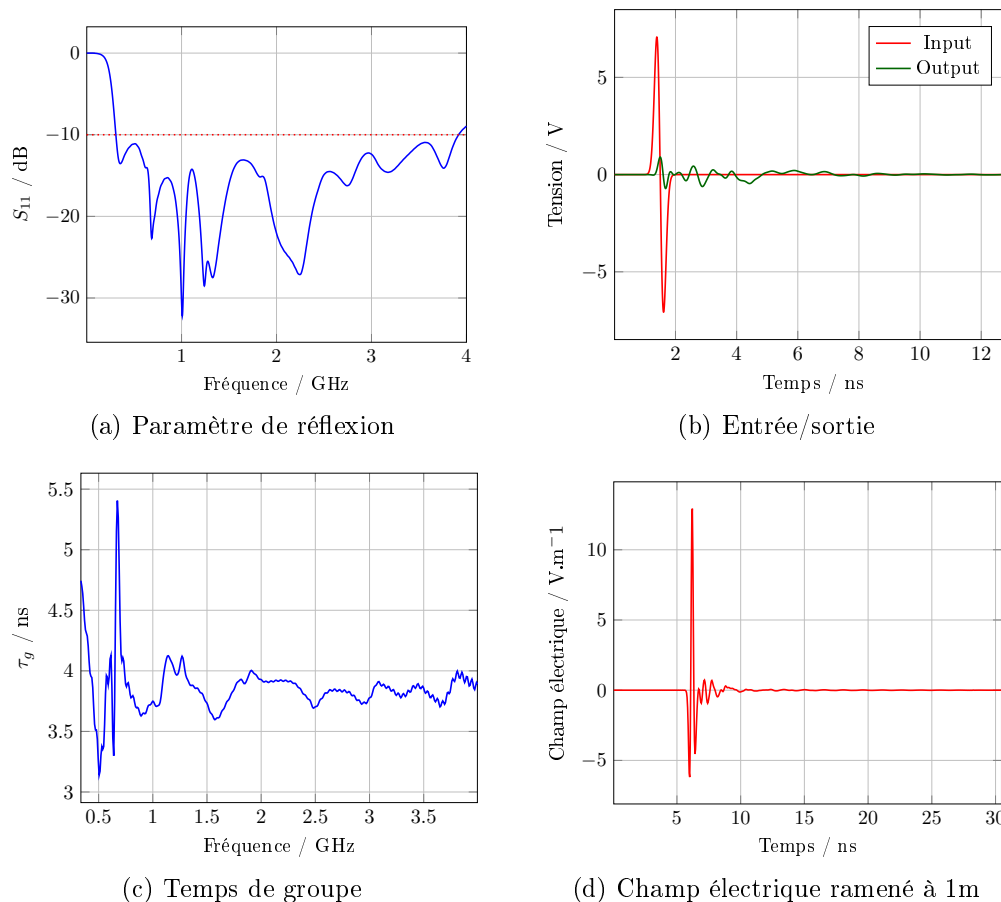 0
−10
−20
−30
1
2
3
4
S11 / dB
Fréquence / GHz
(a) Paramètre de réflexion
5
0
−5
2
4
6
8
10
12
Tension / V
Temps / ns
Input
Output
(b) Entrée/sortie
5.5
5
4.5
4
3.5
3
0.5
1
1.5
2
2.5
3
3.5
τg / ns
Fréquence / GHz
(c) Temps de groupe
10
5
0
−5
5
10
15
20
25
30
Champ électrique / V.m−1
Temps / ns
(d) Champ électrique ramené à 1m